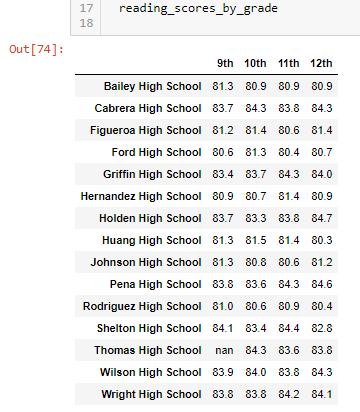 17 reading_scores_by_grade
18
Out[74]:
9th 10th 11th 12th
Bailey High School 81.3 80.9 80.9 80.9
Cabrera High School 83.7 84.3 83.8 84.3
Figueroa High School 81.2 81.4 80.6 81.4
Ford High School 80.6 81.3 80.4 80.7
Griffin High School 83.4 83.7 84.3 84.0
Hernandez High School 80.9 80.7 81.4 80.9
Holden High School 83.7 83.3 83.8 84.7
Huang High School 81.3 81.5 81.4 80.3
Johnson High School 81.3 80.8 80.6 81.2
Pena High School 83.8 83.6 84.3 84.6
Rodriguez High School 81.0 80.6 80.9 80.4
Shelton High School 84.1 83.4 84.4 82.8
Thomas High School nan 84.3 83.6 83.8
Wilson High School 83.9 84.0 83.8 84.3
Wright High School 83.8 83.8 84.2 84.1